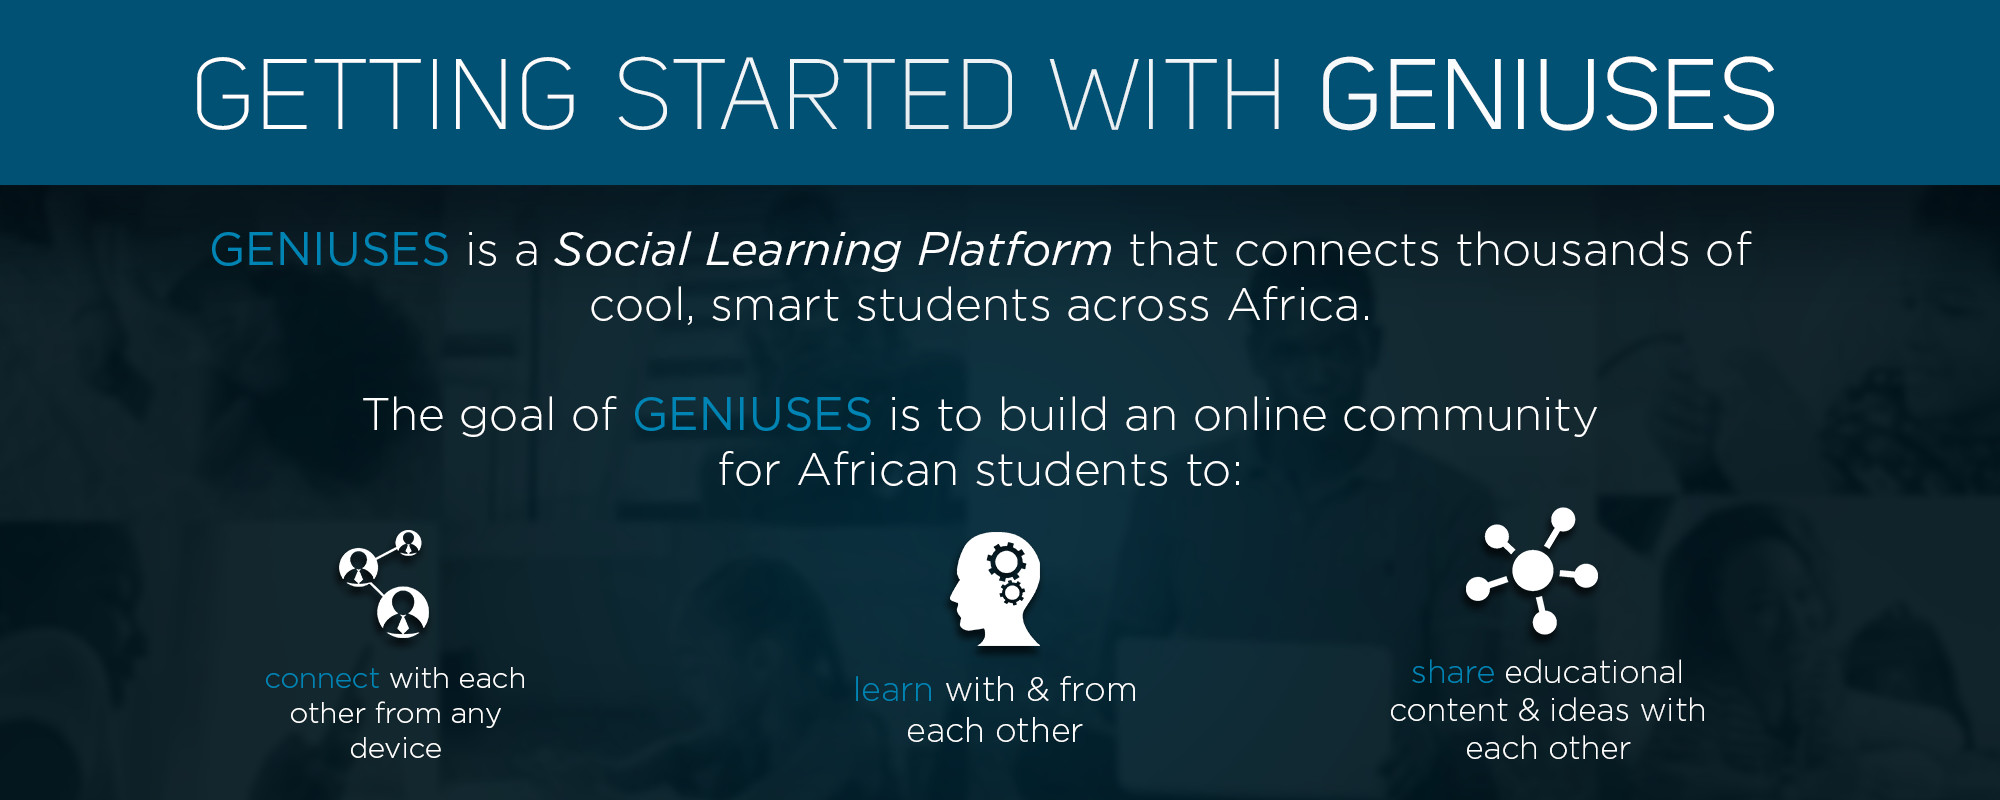 GETTING STARTED WITH GENIUSES
GENIUSES is a Social Learning Platform that connects thousands of
cool, smart students across Africa.
The goal of GENIUSES is to build an online community
for African students to:
connect with each
other from any
device
learn with & from
each other
share educational
content & ideas with
each other